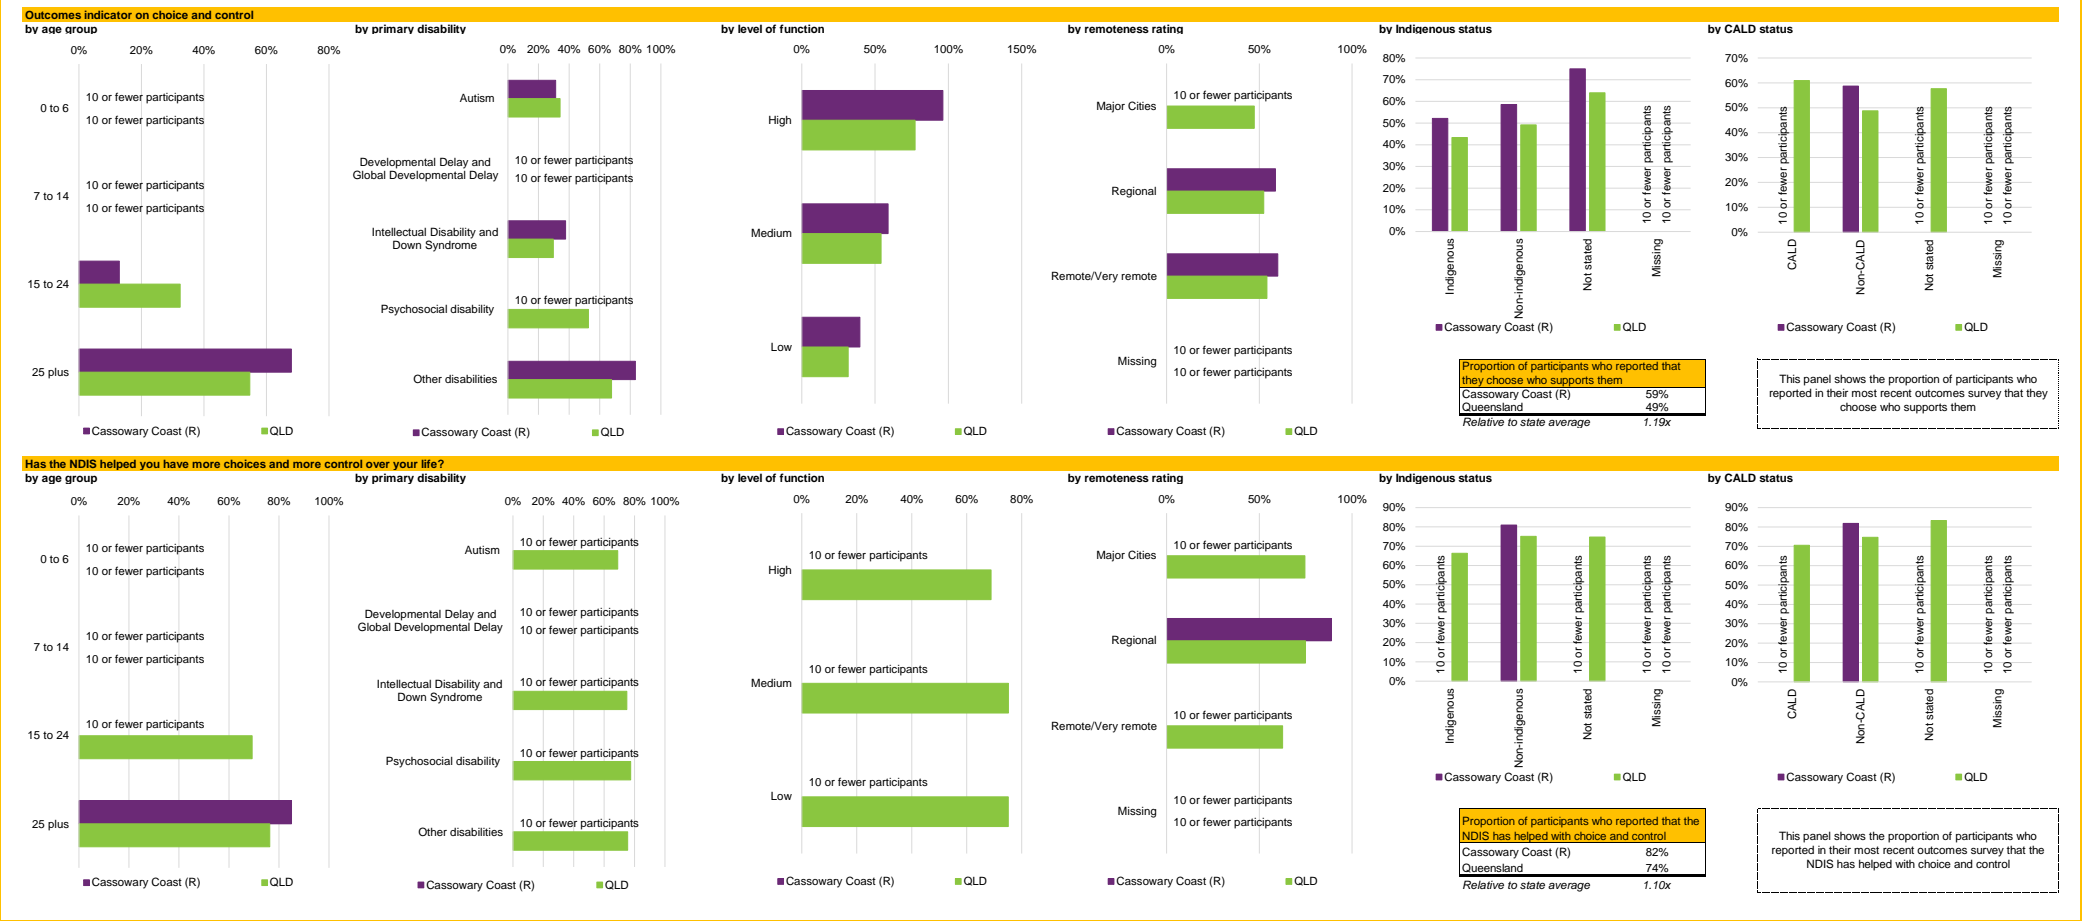 Outcomes indicator on choice and control
by age group
0% 20% 40% 60% 80%
0 to 6
10 or fewer participants
10 or fewer participants
7 to 14
10 or fewer participants
10 or fewer participants
15 to 24
25 plus
Cassowary Coast (R) QLD
by primary disability
0% 20% 40% 60% 80% 100%
Autism
Developmental Delay and
Global Developmental Delay
10 or fewer participants
10 or fewer participants
Intellectual Disability and
Down Syndrome
Psychosocial disability
10 or fewer participants
Other disabilities
Cassowary Coast (R) QLD
by level of function
0% 50% 100% 150%
High
Medium
Low
Cassowary Coast (R) QLD
by remoteness rating
0% 50% 100%
Major Cities
10 or fewer participants
Regional
Remote/Very remote
Missing
10 or fewer participants
10 or fewer participants
Cassowary Coast (R) QLD
by Indigenous status
80%
70%
60%
50%
40%
30%
20%
10%
0%
10 or fewer participants
10 or fewer participants
Indigenous
Non-indigenous
Not stated
Missing
Cassowary Coast (R) QLD
Proportion of participants who reported that
they choose who supports them
Cassowary Coast (R) 59%
Queensland 49%
Relative to state average 1.19x
by CALD status
70%
60%
50%
40%
30%
20%
10%
0%
10 or fewer participants
10 or fewer participants
10 or fewer participants
10 or fewer participants
CALD
Non-CALD
Not stated
Missing
Cassowary Coast (R) QLD
This panel shows the proportion of participants who
reported in their most recent outcomes survey that they
choose who supports them
Has the NDIS helped you have more choices and more control over your life?
by age group
0% 20% 40% 60% 80% 100%
0 to 6
10 or fewer participants
10 or fewer participants
7 to 14
10 or fewer participants
10 or fewer participants
15 to 24
10 or fewer participants
25 plus
Cassowary Coast (R) QLD
by primary disability
0% 20% 40% 60% 80% 100%
Autism
10 or fewer participants
Developmental Delay and
Global Developmental Delay
10 or fewer participants
10 or fewer participants
Intellectual Disability and
Down Syndrome
10 or fewer participants
Psychosocial disability
10 or fewer participants
Other disabilities
10 or fewer participants
Cassowary Coast (R) QLD
by level of function
0% 20% 40% 60% 80%
High
10 or fewer participants
Medium
10 or fewer participants
Low
10 or fewer participants
Cassowary Coast (R) QLD
by remoteness rating
0% 50% 100%
Major Cities
10 or fewer participants
Regional
Remote/Very remote
10 or fewer participants
Missing
10 or fewer participants
10 or fewer participants
Cassowary Coast (R) QLD
by Indigenous status
90%
80%
70%
60%
50%
40%
30%
20%
10%
0%
10 or fewer participants
10 or fewer participants
10 or fewer participants
10 or fewer participants
Indigenous
Non-indigenous
Not stated
Missing
Cassowary Coast (R) QLD
Proportion of participants who reported that the
NDIS has helped with choice and control
Cassowary Coast (R) 82%
Queensland 74%
Relative to state average 1.10x
by CALD status
90%
80%
70%
60%
50%
40%
30%
20%
10%
0%
10 or fewer participants
10 or fewer participants
10 or fewer participants
10 or fewer participants
CALD
Non-CALD
Not stated
Missing
Cassowary Coast (R) QLD
This panel shows the proportion of participants who
reported in their most recent outcomes survey that the
NDIS has helped with choice and control